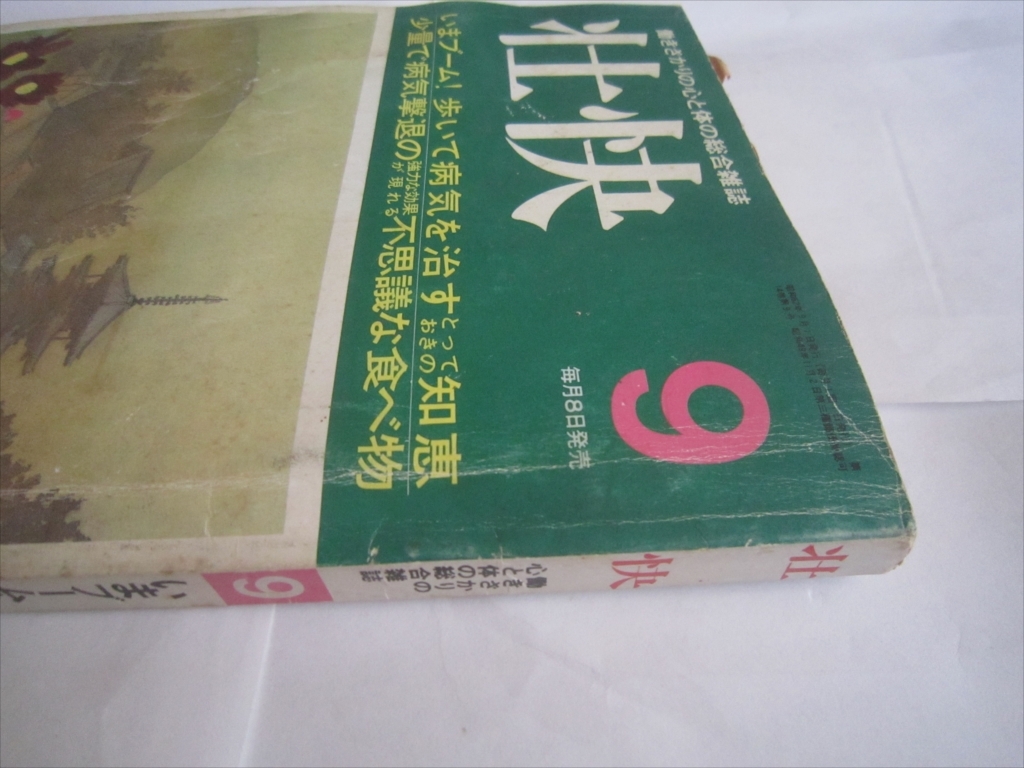 働きざかりの心と体の総合雑誌
壮快
9
毎月8日発売
いまブーム!歩いて病気を治すとっておきの知恵
少量で病気撃退の強力な効果が現れる不思議な食べ物
壮快
働きざかりの
心と体の総合雑誌
9
いまブーム